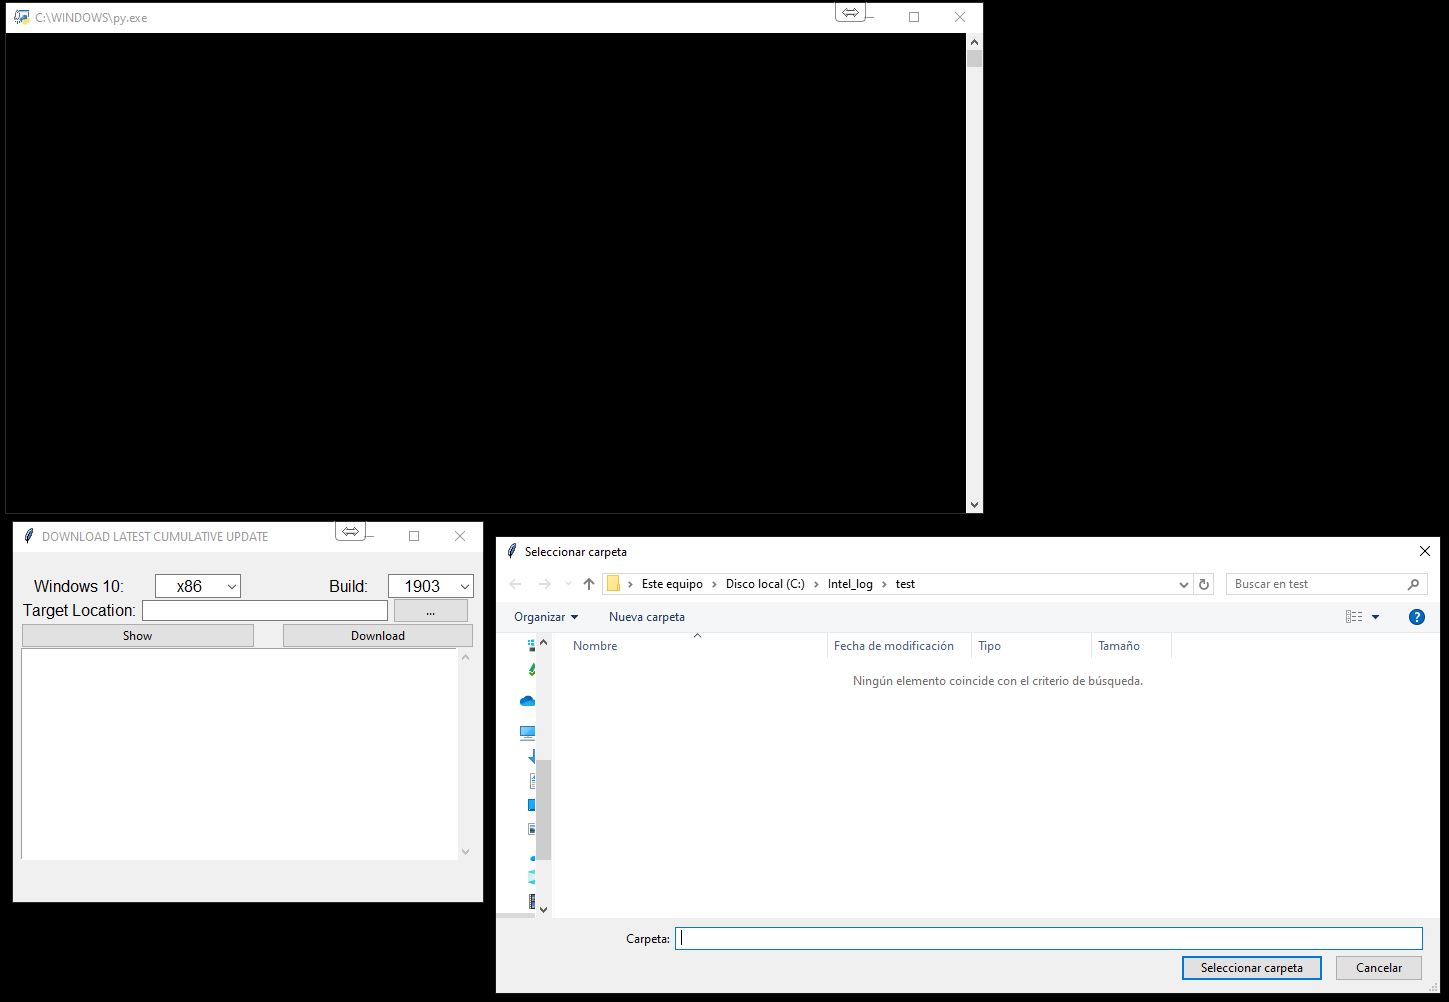 C:\WINDOWS\py.exe
DOWNLOAD LATEST CUMULATIVE UPDATE
Windows 10: x86 Build: 1903
Target Location: ...
Show Download
Seleccionar carpeta
Este equipo > Disco local (C:) > Intel_log > test Buscar en test
Organizar Nueva carpeta
Nombre Fecha de modificación Tipo Tamaño
Ningún elemento coincide con el criterio de búsqueda.
Carpeta:
Seleccionar carpeta Cancelar